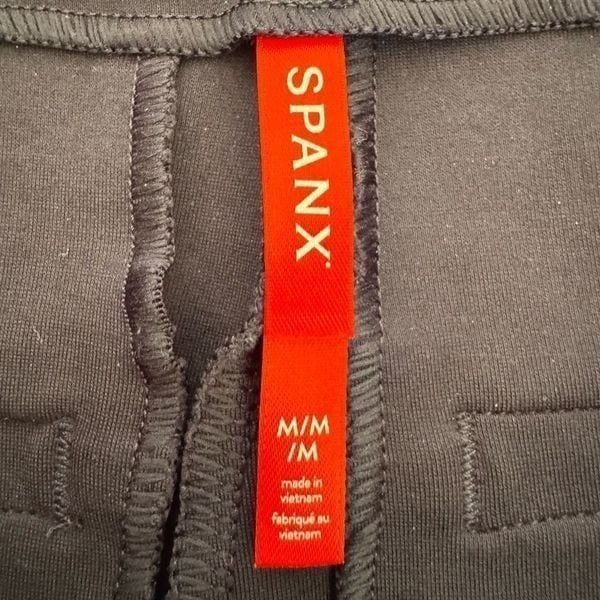 SPANX
M/M
/M
made in
vietnam
fabriqué au
vietnam